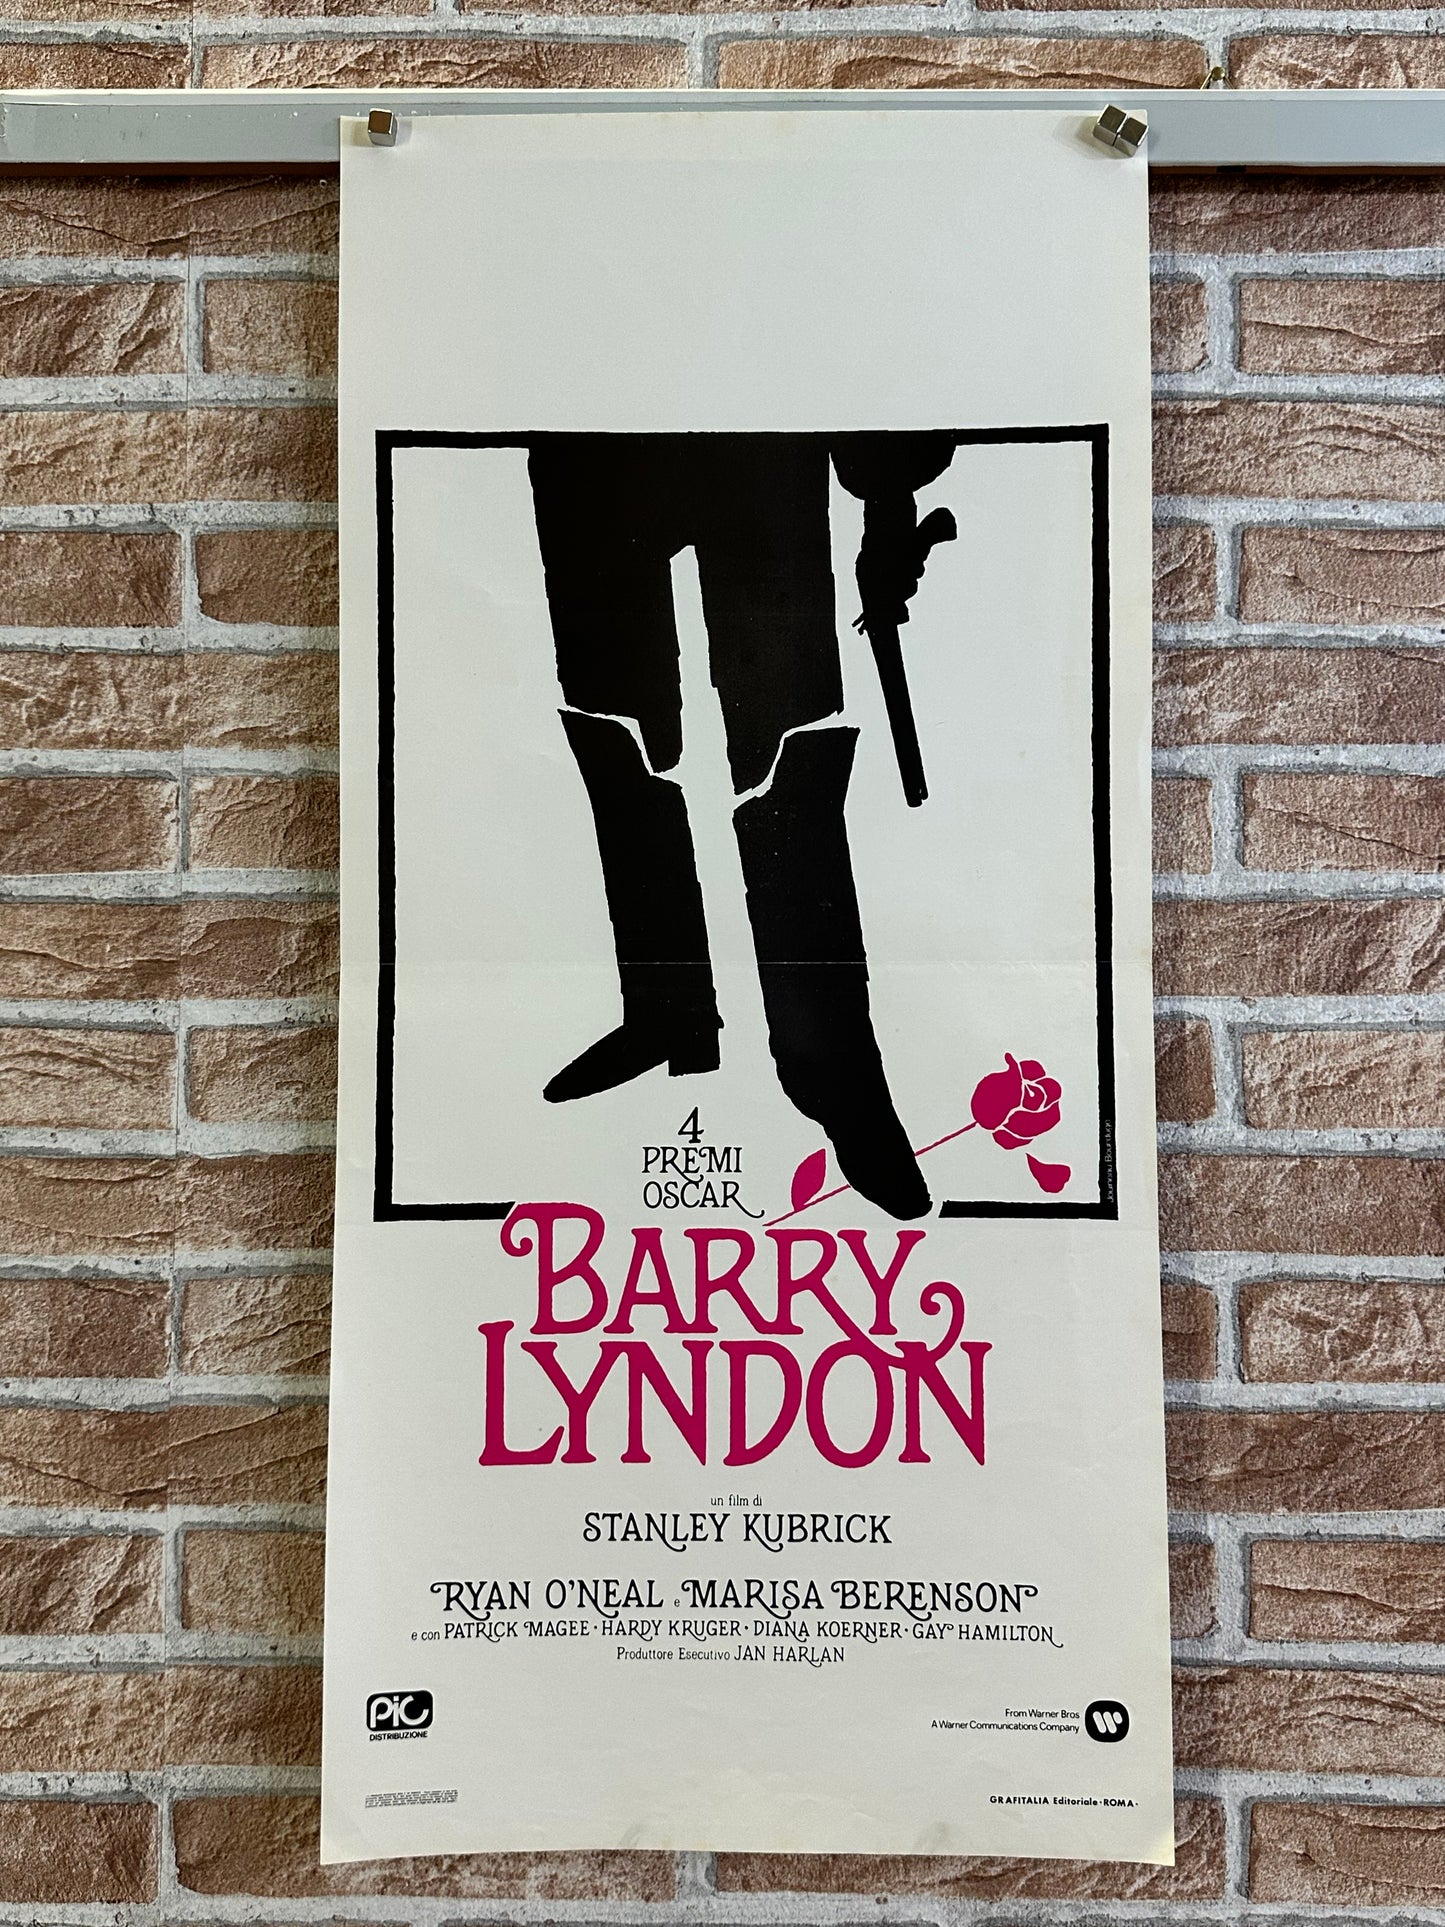 Jouineau Bourduge
4
PREMI
OSCAR
BARRY
LYNDON
un film di
STANLEY KUBRICK
RYAN O'NEAL e MARISA BERENSON
e con PATRICK MAGEE · HARDY KRUGER · DIANA KOERNER · GAY HAMILTON
Produttore Esecutivo JAN HARLAN
PIC
DISTRIBUZIONE
From Warner Bros
A Warner Communications Company
GRAFITALIA Editoriale · ROMA ·